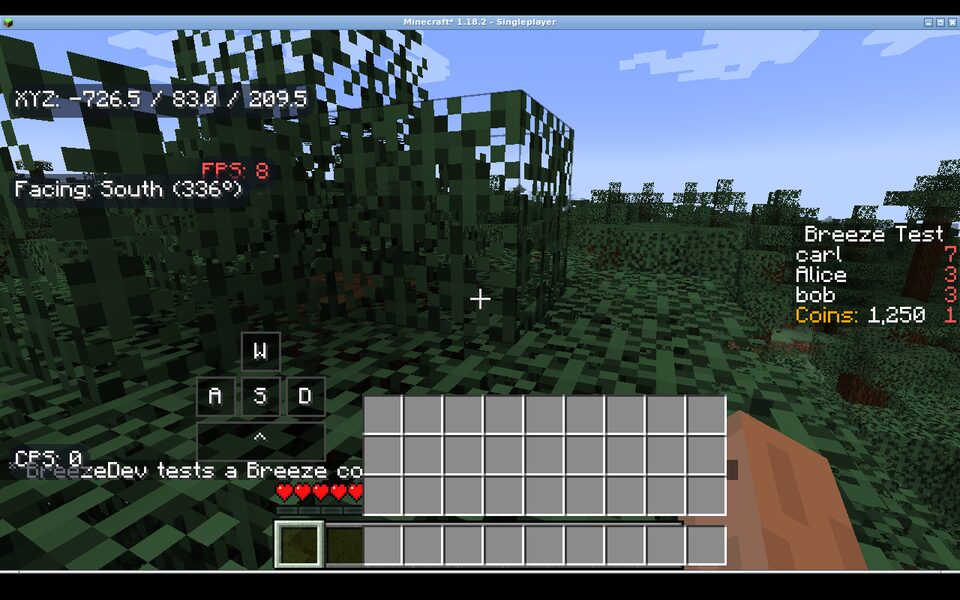 Minecraft* 1.18.2 - Singleplayer
XYZ: -726.5 / 83.0 / 209.5
FPS: 8
Facing: South (336°)
Breeze Test
carl 7
Alice 3
bob 3
Coins: 1,250 1
W
A S D
^
CPS: 0
* BreezeDev tests a Breeze co